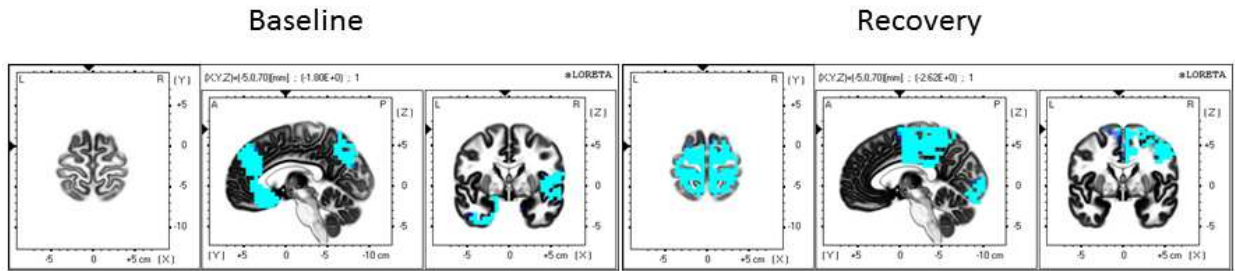 Baseline Recovery
L R [Y] (X,Y,Z)=(-5,0,70)[mm] ; (-1.80E+0) ; 1 ⁕LORETA L R [Y] (X,Y,Z)=(-5,0,70)[mm] ; (-2.62E+0) ; 1 ⁕LORETA
A P [Z] L R [Z] A P [Z] L R [Z]
+5 +5 +5 +5 +5 +5
0 0 0 0 0 0
-5 -5 -5 -5 -5 -5
-10 -10
-5 0 +5 cm [X] [Y] +5 0 -5 -10 cm -5 0 +5 cm [X] -5 0 +5 cm [X] [Y] +5 0 -5 -10 cm -5 0 +5 cm [X]